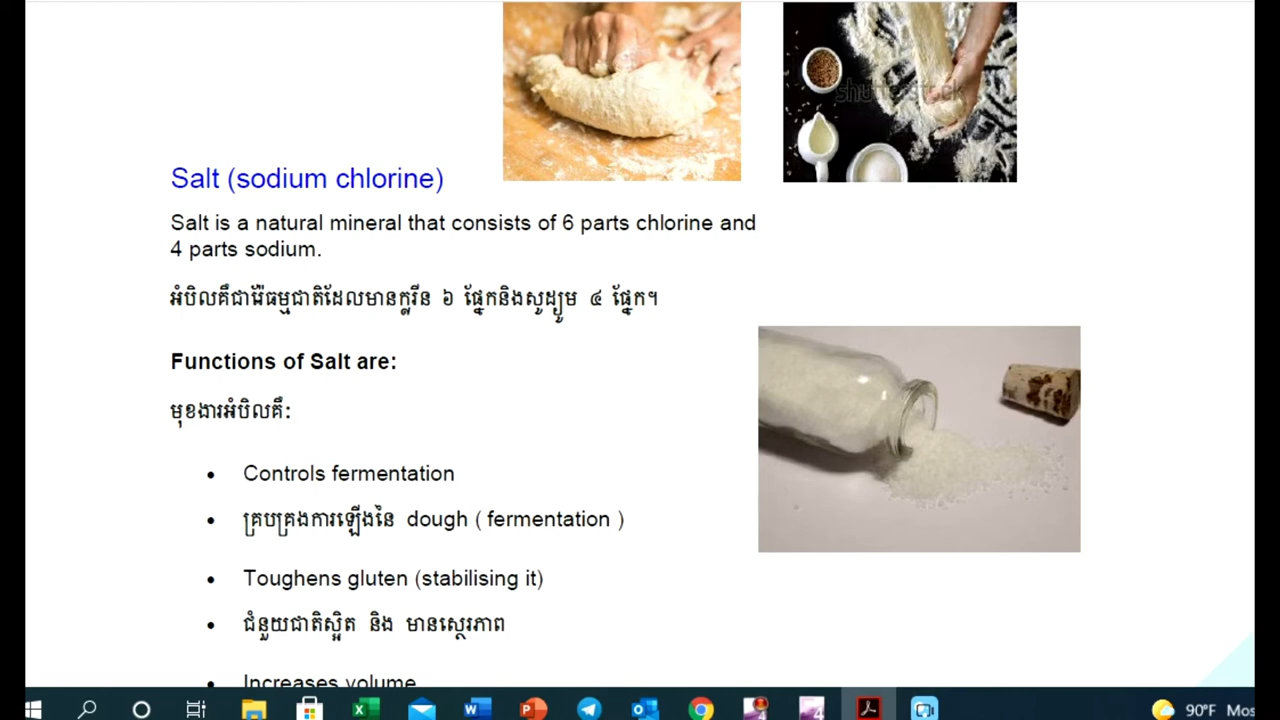 shutterstock
Salt (sodium chlorine)
Salt is a natural mineral that consists of 6 parts chlorine and
4 parts sodium.
អំបិលគឺជារ៉ែធម្មជាតិដែលមានក្លរីន ៦ ផ្នែកនិងសូដ្យូម ៤ ផ្នែក។
Functions of Salt are:
មុខងារអំបិលគឺ:
• Controls fermentation
• គ្រប់គ្រងការឡើងនៃ dough ( fermentation )
• Toughens gluten (stabilising it)
• ជំនួយជាតិស្អិត និង មានស្ថេរភាព
Increases volume
90°F Mos